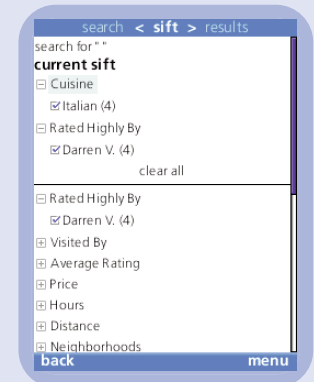 search < sift > results
search for" "
current sift
Cuisine
Italian (4)
Rated Highly By
Darren V. (4)
clear all
Rated Highly By
Darren V. (4)
Visited By
Average Rating
Price
Hours
Distance
Neighborhoods
back menu